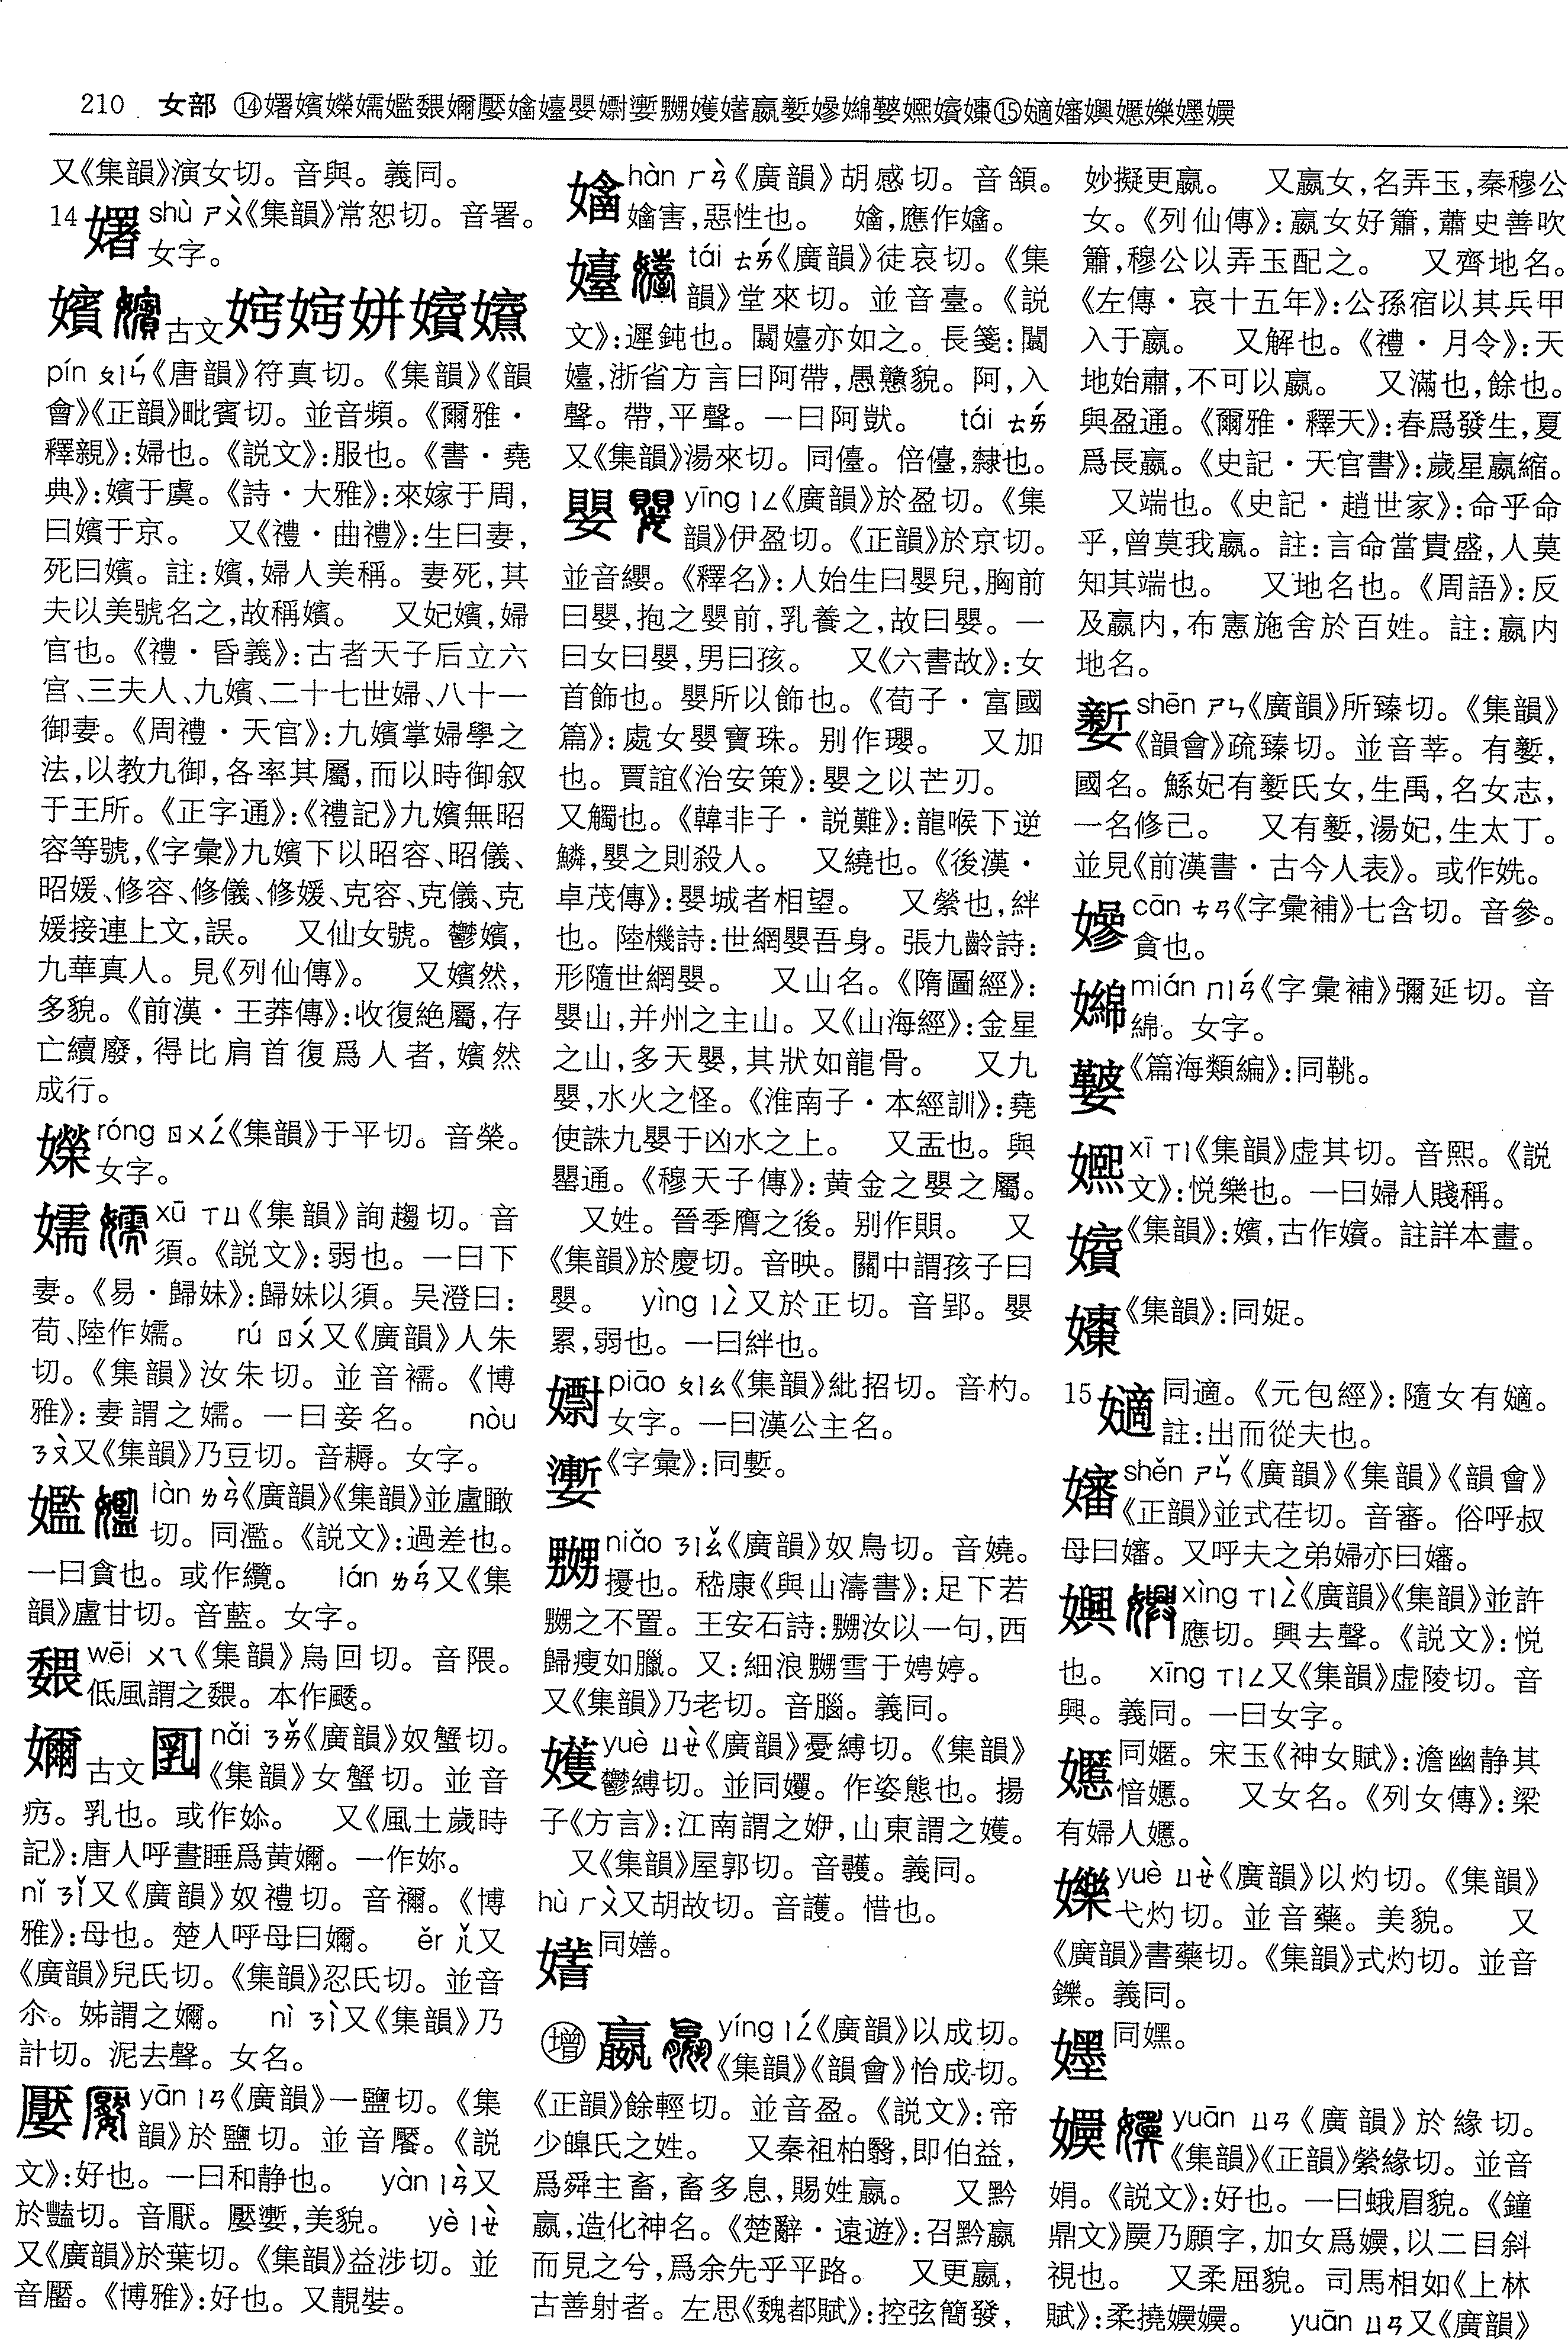 210 女部 ⑭㜐嬪嬫嬬嬧䭳嬭嬮㜝嬯嬰㜠嬱嬲嬳嬸嬴㜪嬠㜰㜮嬹嬪㜢⑮嫡嬸嬹㜯㜰嬺嬽
又《集韻》演女切。音與。義同。
14 shù ㄕㄨˋ《集韻》常恕切。音署。
女字。
嬪 古文
pín ㄆㄧㄣˊ《唐韻》符真切。《集韻》《韻
會》《正韻》毗賓切。並音頻。《爾雅·
釋親》:婦也。《説文》:服也。《書·堯
典》:嬪于虞。《詩·大雅》:來嫁于周,
曰嬪于京。　又《禮·曲禮》:生曰妻,
死曰嬪。註:嬪,婦人美稱。妻死,其
夫以美號名之,故稱嬪。　又妃嬪,婦
官也。《禮·昏義》:古者天子后立六
官、三夫人、九嬪、二十七世婦、八十一
御妻。《周禮·天官》:九嬪掌婦學之
法,以教九御,各率其屬,而以時御叙
于王所。《正字通》:《禮記》九嬪無昭
容等號,《字彙》九嬪下以昭容、昭儀、
昭媛、修容、修儀、修媛、克容、克儀、克
媛接連上文,誤。　又仙女號。鬱嬪,
九華真人。見《列仙傳》。　又嬪然,
多貌。《前漢·王莽傳》:收復絶屬,存
亡續廢,得比肩首復爲人者,嬪然
成行。
嬫 róng ㄖㄨㄥˊ《集韻》于平切。音榮。
女字。
嬬 xū ㄒㄩ《集韻》詢趨切。音
須。《説文》:弱也。一曰下
妻。《易·歸妹》:歸妹以須。吴澄曰:
荀、陸作嬬。　rú ㄖㄨˊ又《廣韻》人朱
切。《集韻》汝朱切。並音襦。《博
雅》:妻謂之嬬。一曰妾名。　nòu
ㄋㄡˋ又《集韻》乃豆切。音耨。女字。
嬧 làn ㄌㄢˋ《廣韻》《集韻》並盧瞰
切。同濫。《説文》:過差也。
一曰貪也。或作爁。　lán ㄌㄢˊ又《集
韻》盧甘切。音藍。女字。
wēi ㄨㄟ《集韻》烏回切。音隈。
低風謂之。本作䬐。
嬭 古文 nǎi ㄋㄞˇ《廣韻》奴蟹切。
《集韻》女蟹切。並音
疓。乳也。或作妳。　又《風土歲時
記》:唐人呼晝睡爲黄嬭。一作妳。
nǐ ㄋㄧˇ又《廣韻》奴禮切。音禰。《博
雅》:母也。楚人呼母曰嬭。　ěr ㄦˇ又
《廣韻》兒氏切。《集韻》忍氏切。並音
尒。姊謂之嬭。　nì ㄋㄧˋ又《集韻》乃
計切。泥去聲。女名。
嬮 yān ㄧㄢ《廣韻》一鹽切。《集
韻》於鹽切。並音懕。《説
文》:好也。一曰和静也。　yàn ㄧㄢˋ又
於豔切。音厭。嬮嬱,美貌。　yè ㄧㄝˋ
又《廣韻》於葉切。《集韻》益涉切。並
音靨。《博雅》:好也。又靚裝。
hàn ㄏㄢˋ《廣韻》胡感切。音頷。
害,惡性也。　,應作。
嬯 tái ㄊㄞˊ《廣韻》徒哀切。《集
韻》堂來切。並音臺。《説
文》:遲鈍也。闒嬯亦如之。長箋:闒
嬯,浙省方言曰阿帶,愚戇貌。阿,入
聲。帶,平聲。一曰阿獃。　tái ㄊㄞˊ
又《集韻》湯來切。同儓。倍儓,隸也。
嬰 yīng ㄧㄥ《廣韻》於盈切。《集
韻》伊盈切。《正韻》於京切。
並音纓。《釋名》:人始生曰嬰兒,胸前
曰嬰,抱之嬰前,乳養之,故曰嬰。一
曰女曰嬰,男曰孩。　又《六書故》:女
首飾也。嬰所以飾也。《荀子·富國
篇》:處女嬰寶珠。别作瓔。　又加
也。賈誼《治安策》:嬰之以芒刃。
又觸也。《韓非子·説難》:龍喉下逆
鱗,嬰之則殺人。　又繞也。《後漢·
卓茂傳》:嬰城者相望。　又縈也,絆
也。陸機詩:世網嬰吾身。張九齡詩:
形隨世網嬰。　又山名。《隋圖經》:
嬰山,并州之主山。又《山海經》:金星
之山,多天嬰,其狀如龍骨。　又九
嬰,水火之怪。《淮南子·本經訓》:堯
使誅九嬰于凶水之上。　又盂也。與
罌通。《穆天子傳》:黄金之嬰之屬。
又姓。晉季膺之後。别作賏。　又
《集韻》於慶切。音映。關中謂孩子曰
嬰。　yìng ㄧㄥˋ又於正切。音郢。嬰
累,弱也。一曰絆也。
piāo ㄆㄧㄠ《集韻》紕招切。音杓。
女字。一曰漢公主名。
嬱《字彙》:同塹。
嬲 niǎo ㄋㄧㄠˇ《廣韻》奴鳥切。音嬈。
擾也。嵇康《與山濤書》:足下若
嬲之不置。王安石詩:嬲汝以一句,西
歸瘦如臘。又:細浪嬲雪于娉婷。
又《集韻》乃老切。音腦。義同。
嬳 yuè ㄩㄝˋ《廣韻》憂縛切。《集韻》
鬱縛切。並同㜰。作姿態也。揚
子《方言》:江南謂之㛕,山東謂之嬳。
又《集韻》屋郭切。音臒。義同。
hù ㄏㄨˋ又胡故切。音護。惜也。
同嫸。
增 嬴 yíng ㄧㄥˊ《廣韻》以成切。
《集韻》《韻會》怡成切。
《正韻》餘輕切。並音盈。《説文》:帝
少皞氏之姓。　又秦祖柏翳,即伯益,
爲舜主畜,畜多息,賜姓嬴。　又黔
嬴,造化神名。《楚辭·遠遊》:召黔嬴
而見之兮,爲余先乎平路。　又更嬴,
古善射者。左思《魏都賦》:控弦簡發,
妙擬更嬴。　又嬴女,名弄玉,秦穆公
女。《列仙傳》:嬴女好簫,蕭史善吹
簫,穆公以弄玉配之。　又齊地名。
《左傳·哀十五年》:公孫宿以其兵甲
入于嬴。　又解也。《禮·月令》:天
地始肅,不可以嬴。　又滿也,餘也。
與盈通。《爾雅·釋天》:春爲發生,夏
爲長嬴。《史記·天官書》:歲星嬴縮。
又端也。《史記·趙世家》:命乎命
乎,曾莫我嬴。註:言命當貴盛,人莫
知其端也。　又地名也。《周語》:反
及嬴内,布憲施舍於百姓。註:嬴内
地名。
shēn ㄕㄣ《廣韻》所臻切。《集韻》
《韻會》疏臻切。並音莘。有,
國名。鯀妃有氏女,生禹,名女志,
一名修己。　又有,湯妃,生太丁。
並見《前漢書·古今人表》。或作姺。
cān ㄘㄢ《字彙補》七含切。音參。
貪也。
mián ㄇㄧㄢˊ《字彙補》彌延切。音
綿。女字。
《篇海類編》:同鞉。
xī ㄒㄧ《集韻》虚其切。音熙。《説
文》:悦樂也。一曰婦人賤稱。
《集韻》:嬪,古作。註詳本畫。
《集韻》:同娖。
15 同適。《元包經》:隨女有。
註:出而從夫也。
嬸 shěn ㄕㄣˇ《廣韻》《集韻》《韻會》
《正韻》並式荏切。音審。俗呼叔
母曰嬸。又呼夫之弟婦亦曰嬸。
嬹 xìng ㄒㄧㄥˋ《廣韻》《集韻》並許
應切。興去聲。《説文》:悦
也。　xīng ㄒㄧㄥ又《集韻》虚陵切。音
興。義同。一曰女字。
同嫕。宋玉《神女賦》:澹幽静其
愔。　又女名。《列女傳》:梁
有婦人。
yuè ㄩㄝˋ《廣韻》以灼切。《集韻》
弋灼切。並音藥。美貌。　又
《廣韻》書藥切。《集韻》式灼切。並音
鑠。義同。
同嫼。
嬽 yuān ㄩㄢ《廣韻》於緣切。
《集韻》《正韻》縈緣切。並音
娟。《説文》:好也。一曰蛾眉貌。《鐘
鼎文》㬎乃願字,加女爲嬽,以二目斜
視也。　又柔屈貌。司馬相如《上林
賦》:柔撓嬽嬽。　yuān ㄩㄢ又《廣韻》